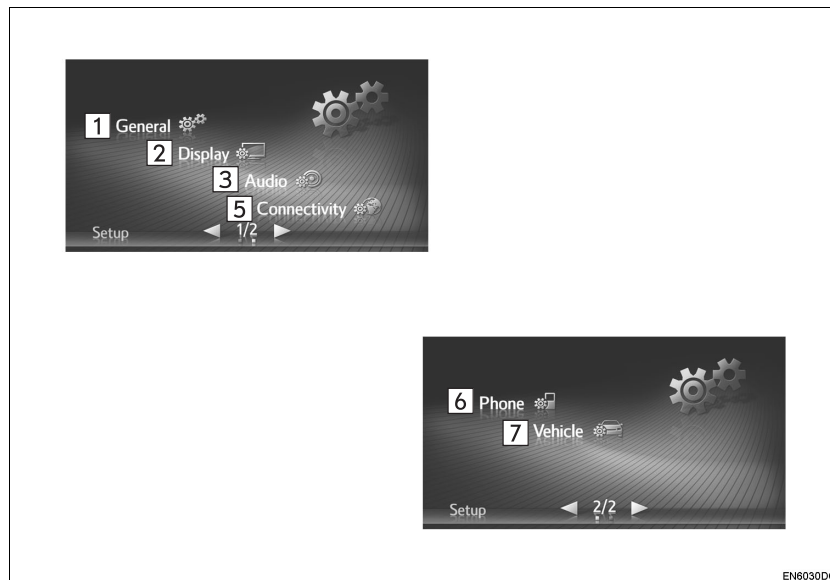 1 General
2 Display
3 Audio
5 Connectivity
Setup 1/2
6 Phone
7 Vehicle
Setup 2/2